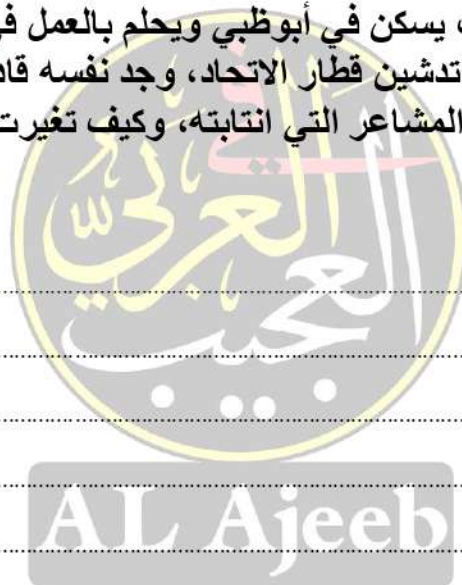 يسكن في أبوظبي ويحلم بالعمل في
تدشين قطار الاتحاد، وجد نفسه
المشاعر التي انتابته، وكيف تغيرت
العجيب
في
العربي
AL Ajeeb